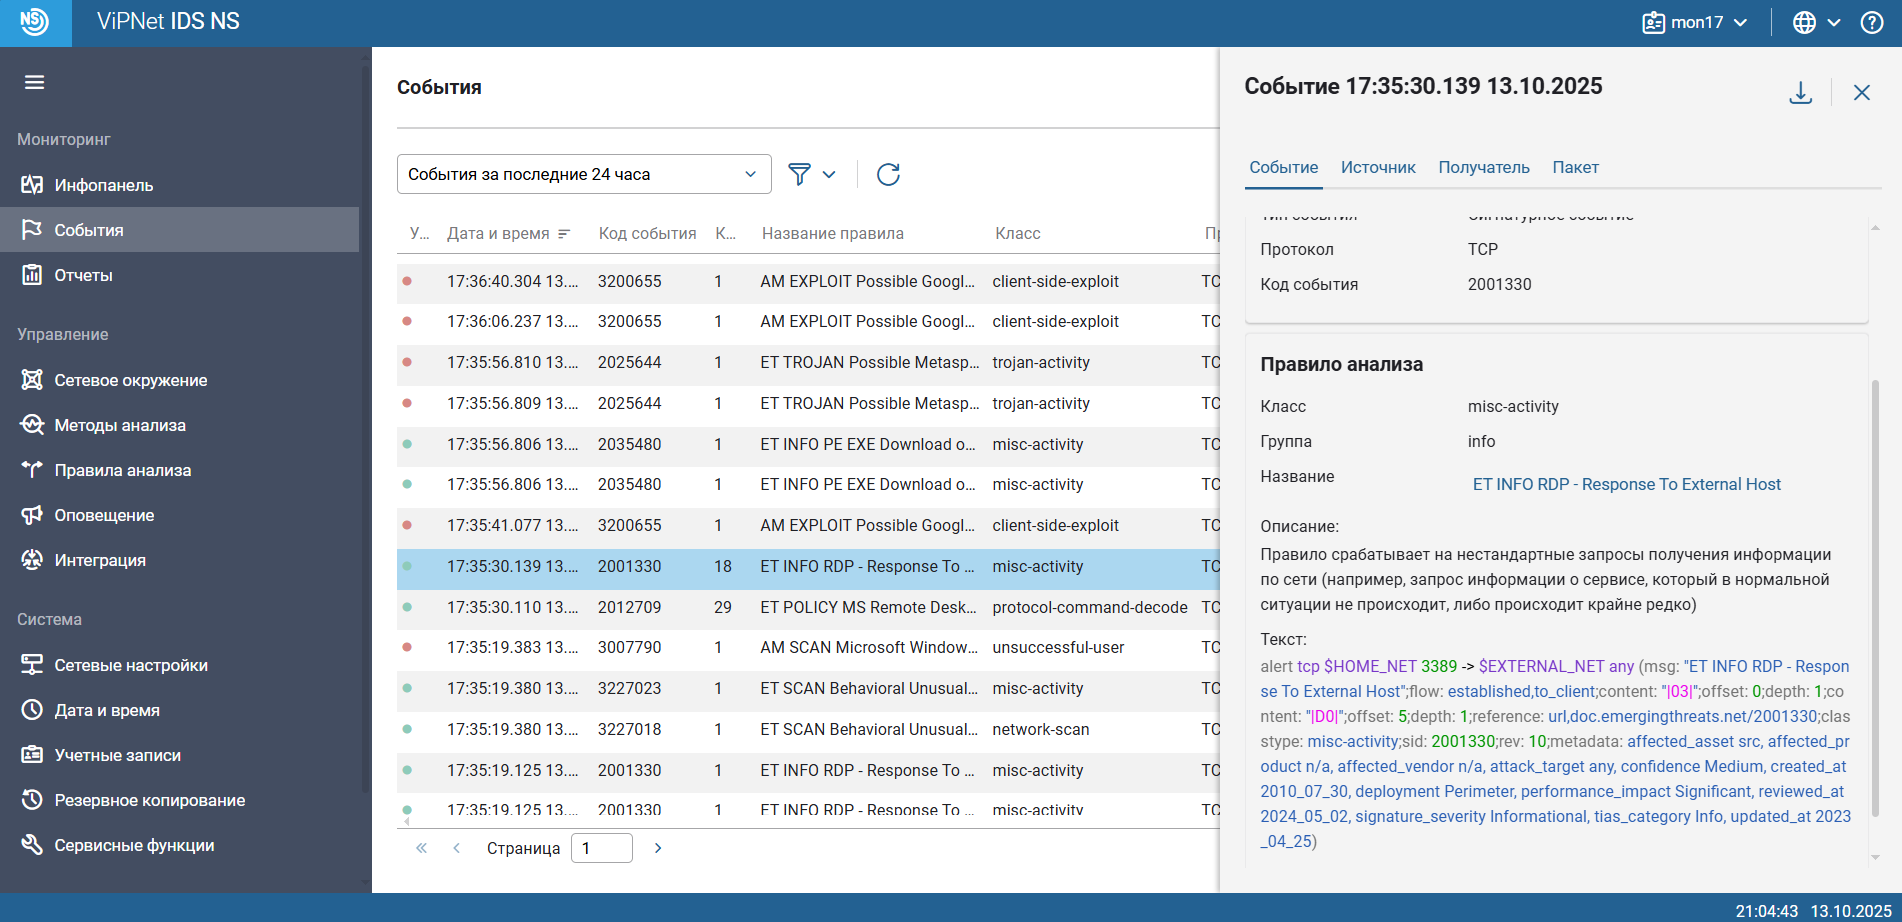 NS
ViPNet IDS NS
mon17
Мониторинг
Инфопанель
События
Отчеты
Управление
Сетевое окружение
Методы анализа
Правила анализа
Оповещение
Интеграция
Система
Сетевые настройки
Дата и время
Учетные записи
Резервное копирование
Сервисные функции
События
События за последние 24 часа
У... Дата и время Код события К... Название правила Класс Пр
17:36:40.304 13.... 3200655 1 AM EXPLOIT Possible Googl... client-side-exploit TC
17:36:06.237 13.... 3200655 1 AM EXPLOIT Possible Googl... client-side-exploit TC
17:35:56.810 13.... 2025644 1 ET TROJAN Possible Metasp... trojan-activity TC
17:35:56.809 13.... 2025644 1 ET TROJAN Possible Metasp... trojan-activity TC
17:35:56.806 13.... 2035480 1 ET INFO PE EXE Download o... misc-activity TC
17:35:56.806 13.... 2035480 1 ET INFO PE EXE Download o... misc-activity TC
17:35:41.077 13.... 3200655 1 AM EXPLOIT Possible Googl... client-side-exploit TC
17:35:30.139 13.... 2001330 18 ET INFO RDP - Response To ... misc-activity TC
17:35:30.110 13.... 2012709 29 ET POLICY MS Remote Desk... protocol-command-decode TC
17:35:19.383 13.... 3007790 1 AM SCAN Microsoft Window... unsuccessful-user TC
17:35:19.380 13.... 3227023 1 ET SCAN Behavioral Unusual... misc-activity TC
17:35:19.380 13.... 3227018 1 ET SCAN Behavioral Unusual... network-scan TC
17:35:19.125 13.... 2001330 1 ET INFO RDP - Response To ... misc-activity TC
17:35:19.125 13.... 2001330 1 ET INFO RDP - Response To ... misc-activity TC
Страница 1
Событие 17:35:30.139 13.10.2025
Событие Источник Получатель Пакет
Тип события Сигнатурное событие
Протокол TCP
Код события 2001330
Правило анализа
Класс misc-activity
Группа info
Название ET INFO RDP - Response To External Host
Описание:
Правило срабатывает на нестандартные запросы получения информации
по сети (например, запрос информации о сервисе, который в нормальной
ситуации не происходит, либо происходит крайне редко)
Текст:
alert tcp $HOME_NET 3389 -> $EXTERNAL_NET any (msg: "ET INFO RDP - Respon
se To External Host";flow: established,to_client;content: "|03|";offset: 0;depth: 1;co
ntent: "|D0|";offset: 5;depth: 1;reference: url,doc.emergingthreats.net/2001330;clas
stype: misc-activity;sid: 2001330;rev: 10;metadata: affected_asset src, affected_pr
oduct n/a, affected_vendor n/a, attack_target any, confidence Medium, created_at
2010_07_30, deployment Perimeter, performance_impact Significant, reviewed_at
2024_05_02, signature_severity Informational, tias_category Info, updated_at 2023
_04_25)
21:04:43 13.10.2025